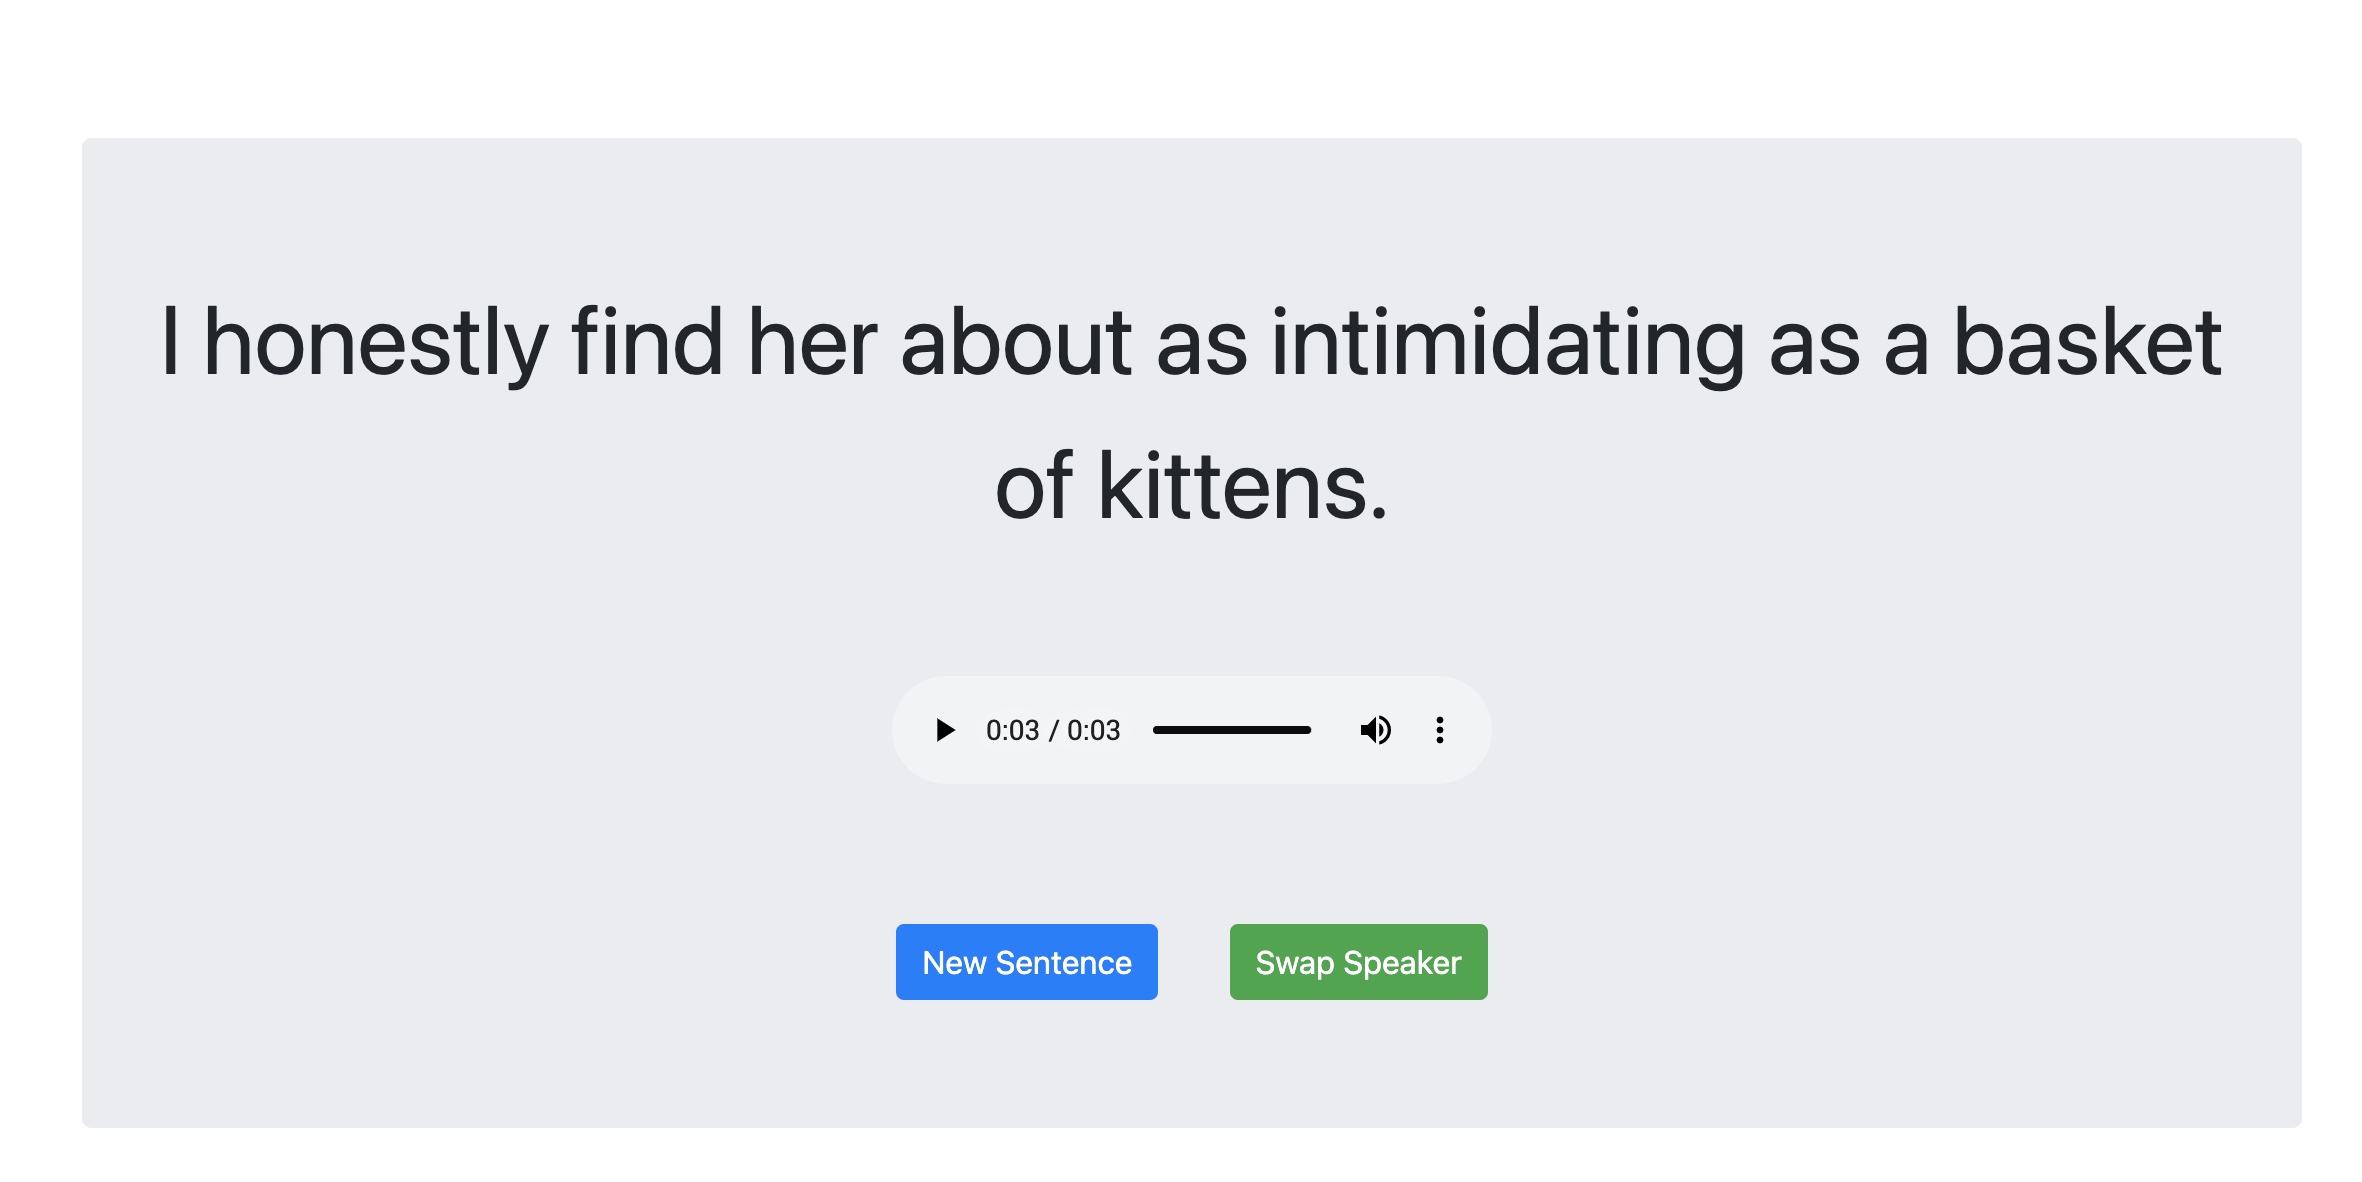 I honestly find her about as intimidating as a basket
of kittens.
0:03 / 0:03
New Sentence
Swap Speaker